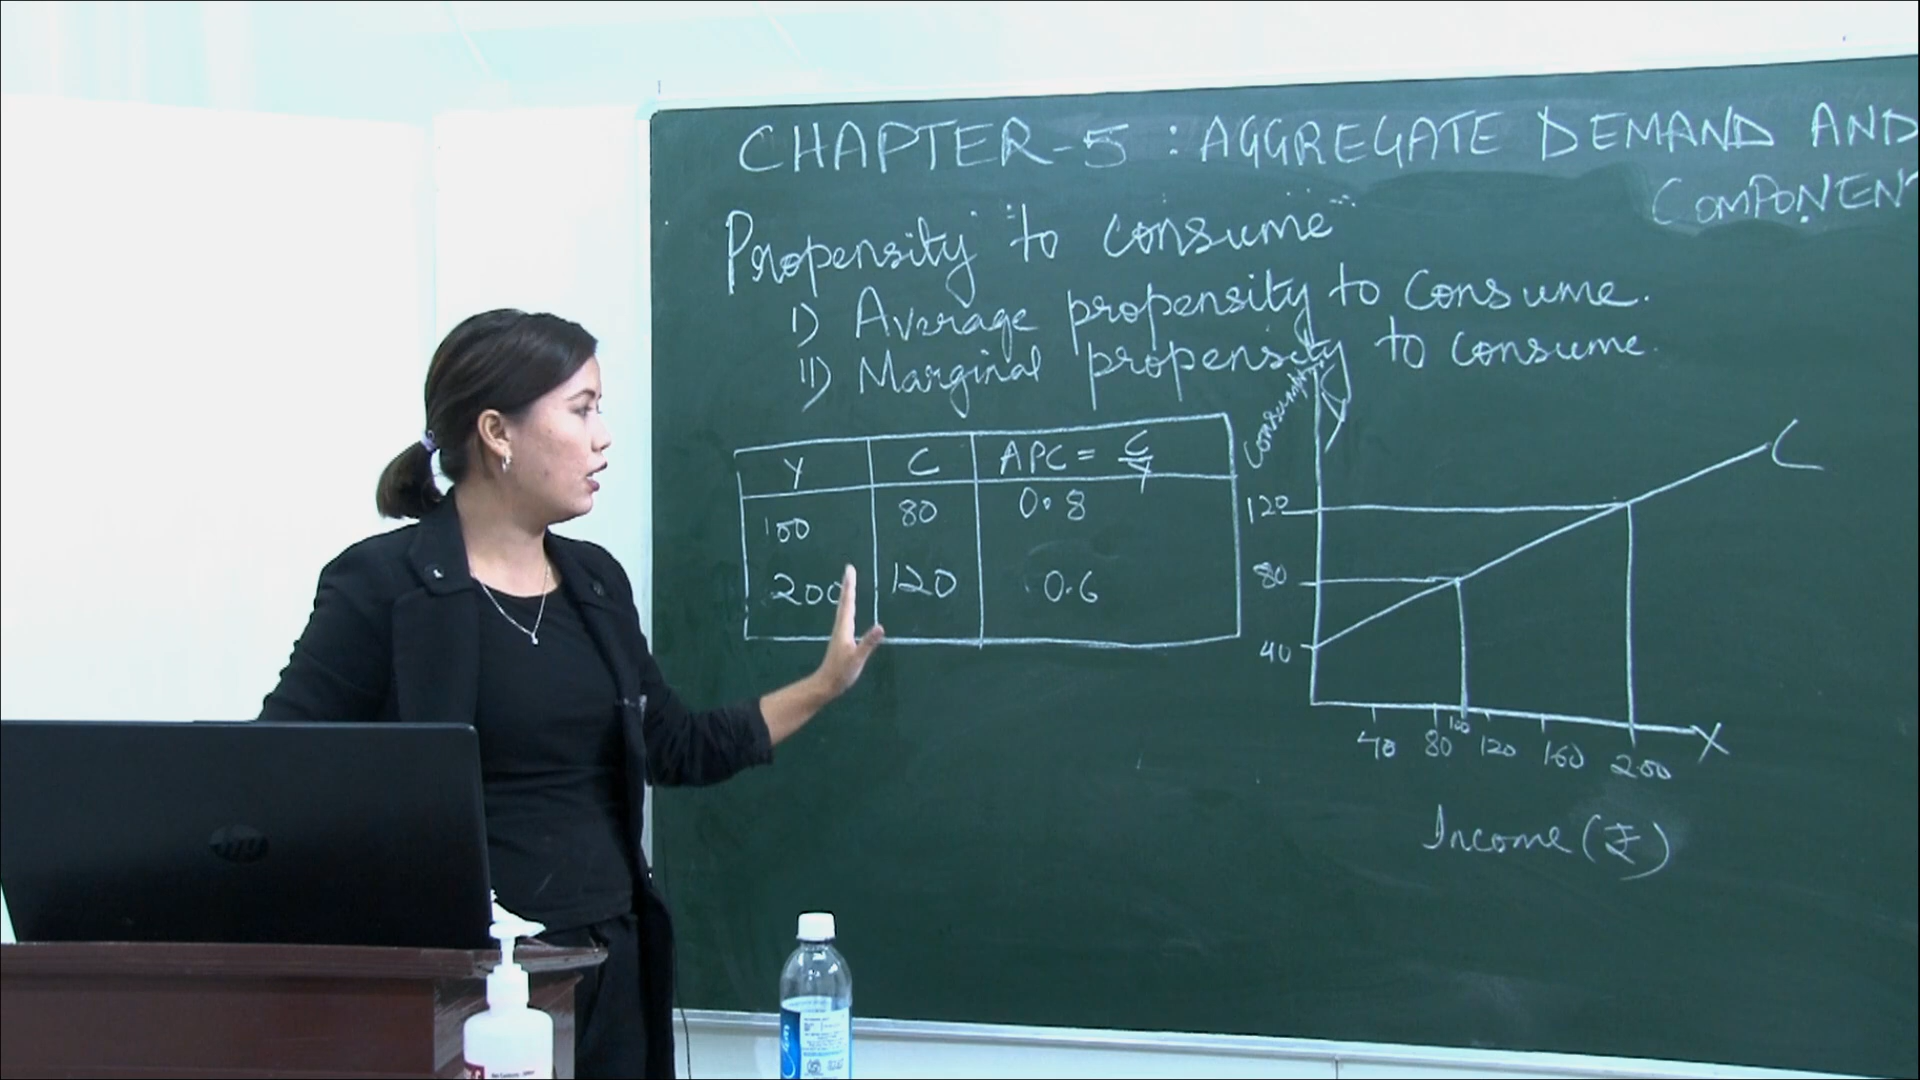 CHAPTER-5 : AGGREGATE DEMAND AND
COMPONENT
Propensity to consume
I) Average propensity to consume.
II) Marginal propensity to consume.
Y C APC = C/Y
100 80 0.8
200 120 0.6
Consumption
Y
C
120
80
40
40 80 100 120 160 200 X
Income (₹)
hp